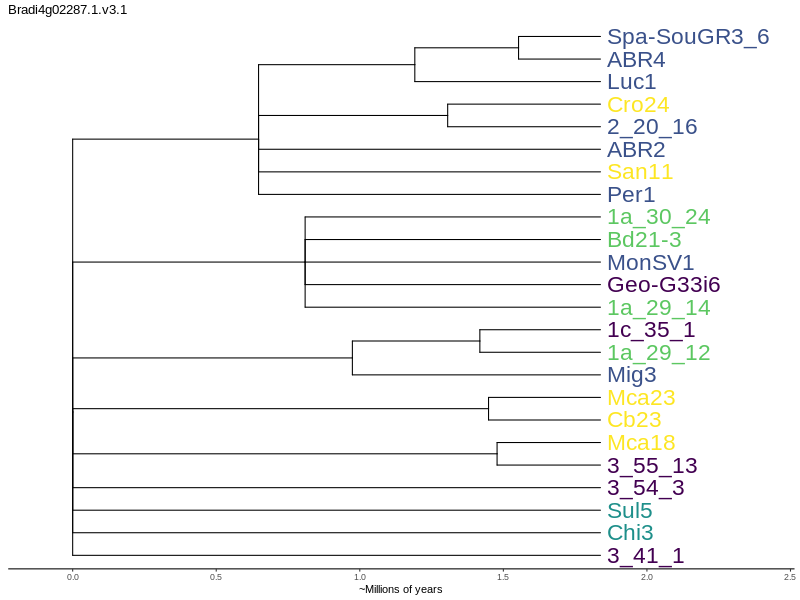 Bradi4g02287.1.v3.1
Spa-SouGR3_6
ABR4
Luc1
Cro24
2_20_16
ABR2
San11
Per1
1a_30_24
Bd21-3
MonSV1
Geo-G33i6
1a_29_14
1c_35_1
1a_29_12
Mig3
Mca23
Cb23
Mca18
3_55_13
3_54_3
Sul5
Chi3
3_41_1
0.0 0.5 1.0 1.5 2.0 2.5
~Millions of years